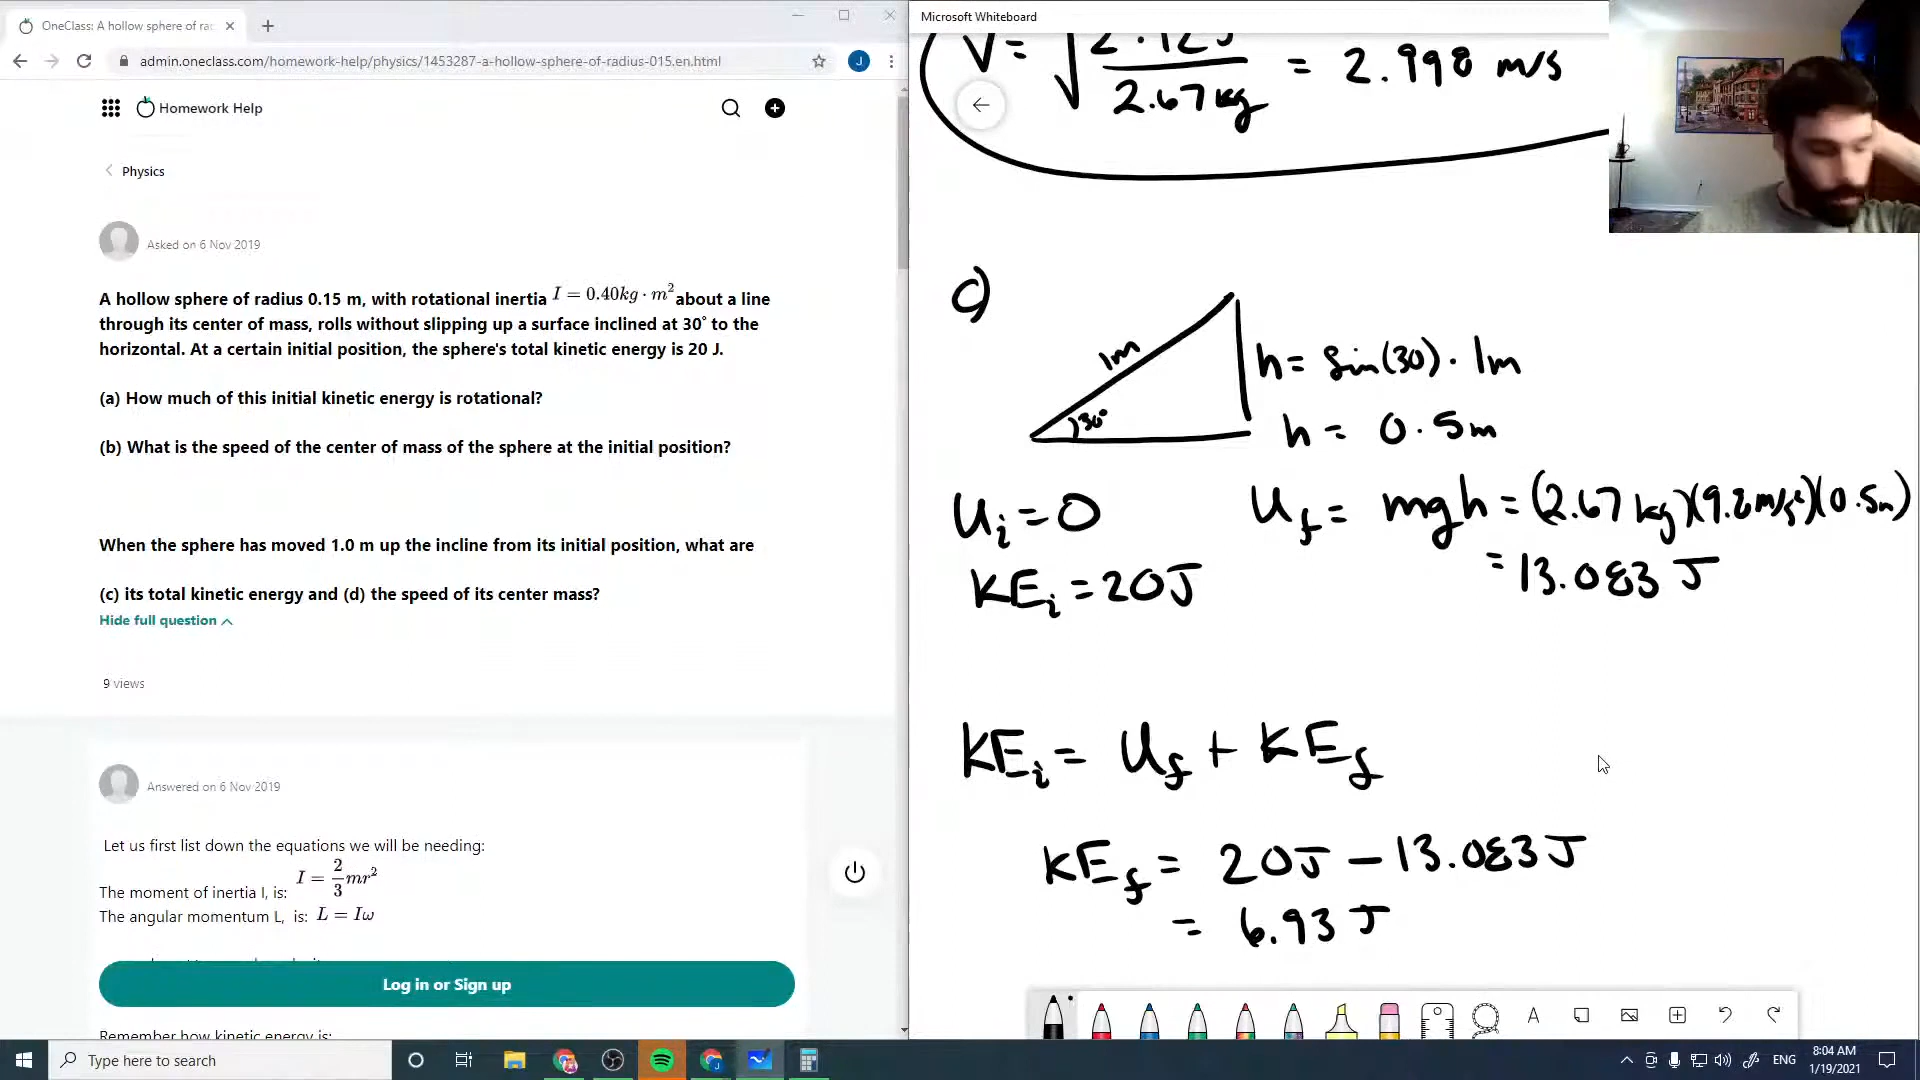 OneClass: A hollow sphere of ra
admin.oneclass.com/homework-help/physics/1453287-a-hollow-sphere-of-radius-015.en.html
J
Homework Help
Physics
Asked on 6 Nov 2019
A hollow sphere of radius 0.15 m, with rotational inertia I = 0.40kg · m² about a line
through its center of mass, rolls without slipping up a surface inclined at 30˚ to the
horizontal. At a certain initial position, the sphere's total kinetic energy is 20 J.
(a) How much of this initial kinetic energy is rotational?
(b) What is the speed of the center of mass of the sphere at the initial position?
When the sphere has moved 1.0 m up the incline from its initial position, what are
(c) its total kinetic energy and (d) the speed of its center mass?
Hide full question
9 views
Answered on 6 Nov 2019
Let us first list down the equations we will be needing:
The moment of inertia I, is: I = 2/3 mr²
The angular momentum L, is: L = Iω
Log in or Sign up
Remember how kinetic energy is:
Microsoft Whiteboard
V = √ 2 · 12J / 2.67kg = 2.998 m/s
c)
1m
30°
h = sin(30) · 1m
h = 0.5m
Ui = 0
Uf = mgh = (2.67 kg)(9.8m/s²)(0.5m)
= 13.083 J
KEi = 20J
KEi = Uf + KEf
KEf = 20J − 13.083J
= 6.93 J
A
Type here to search
ENG
8:04 AM
1/19/2021